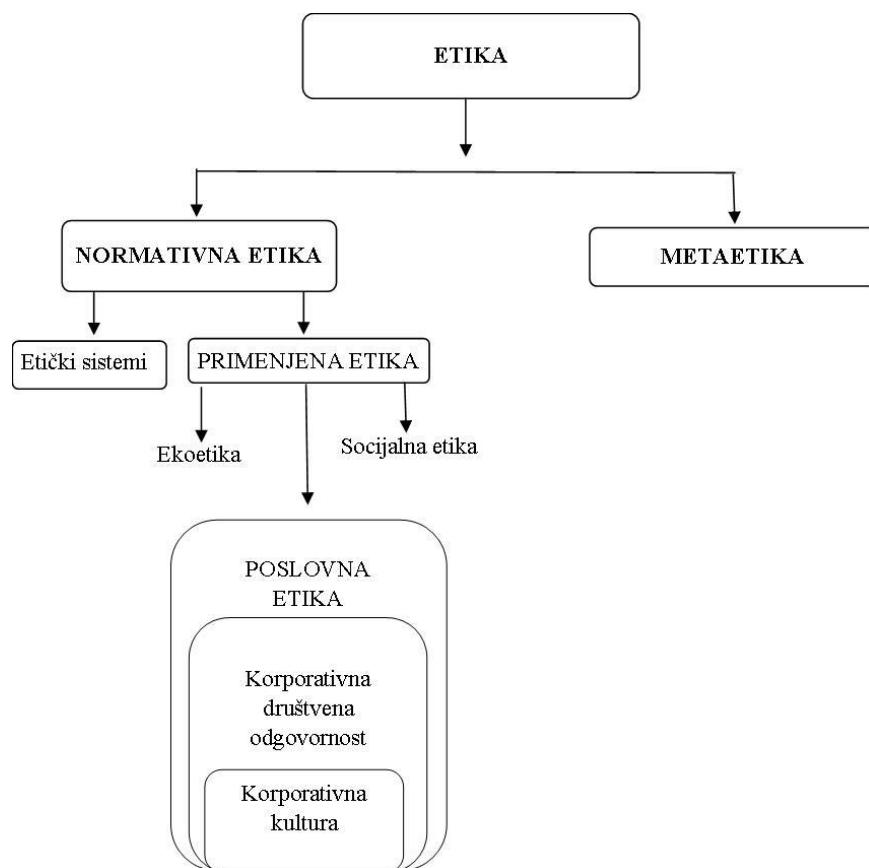 ETIKA
NORMATIVNA ETIKA
METAETIKA
Etički sistemi
PRIMENJENA ETIKA
Ekoetika
Socijalna etika
POSLOVNA
ETIKA
Korporativna
društvena
odgovornost
Korporativna
kultura